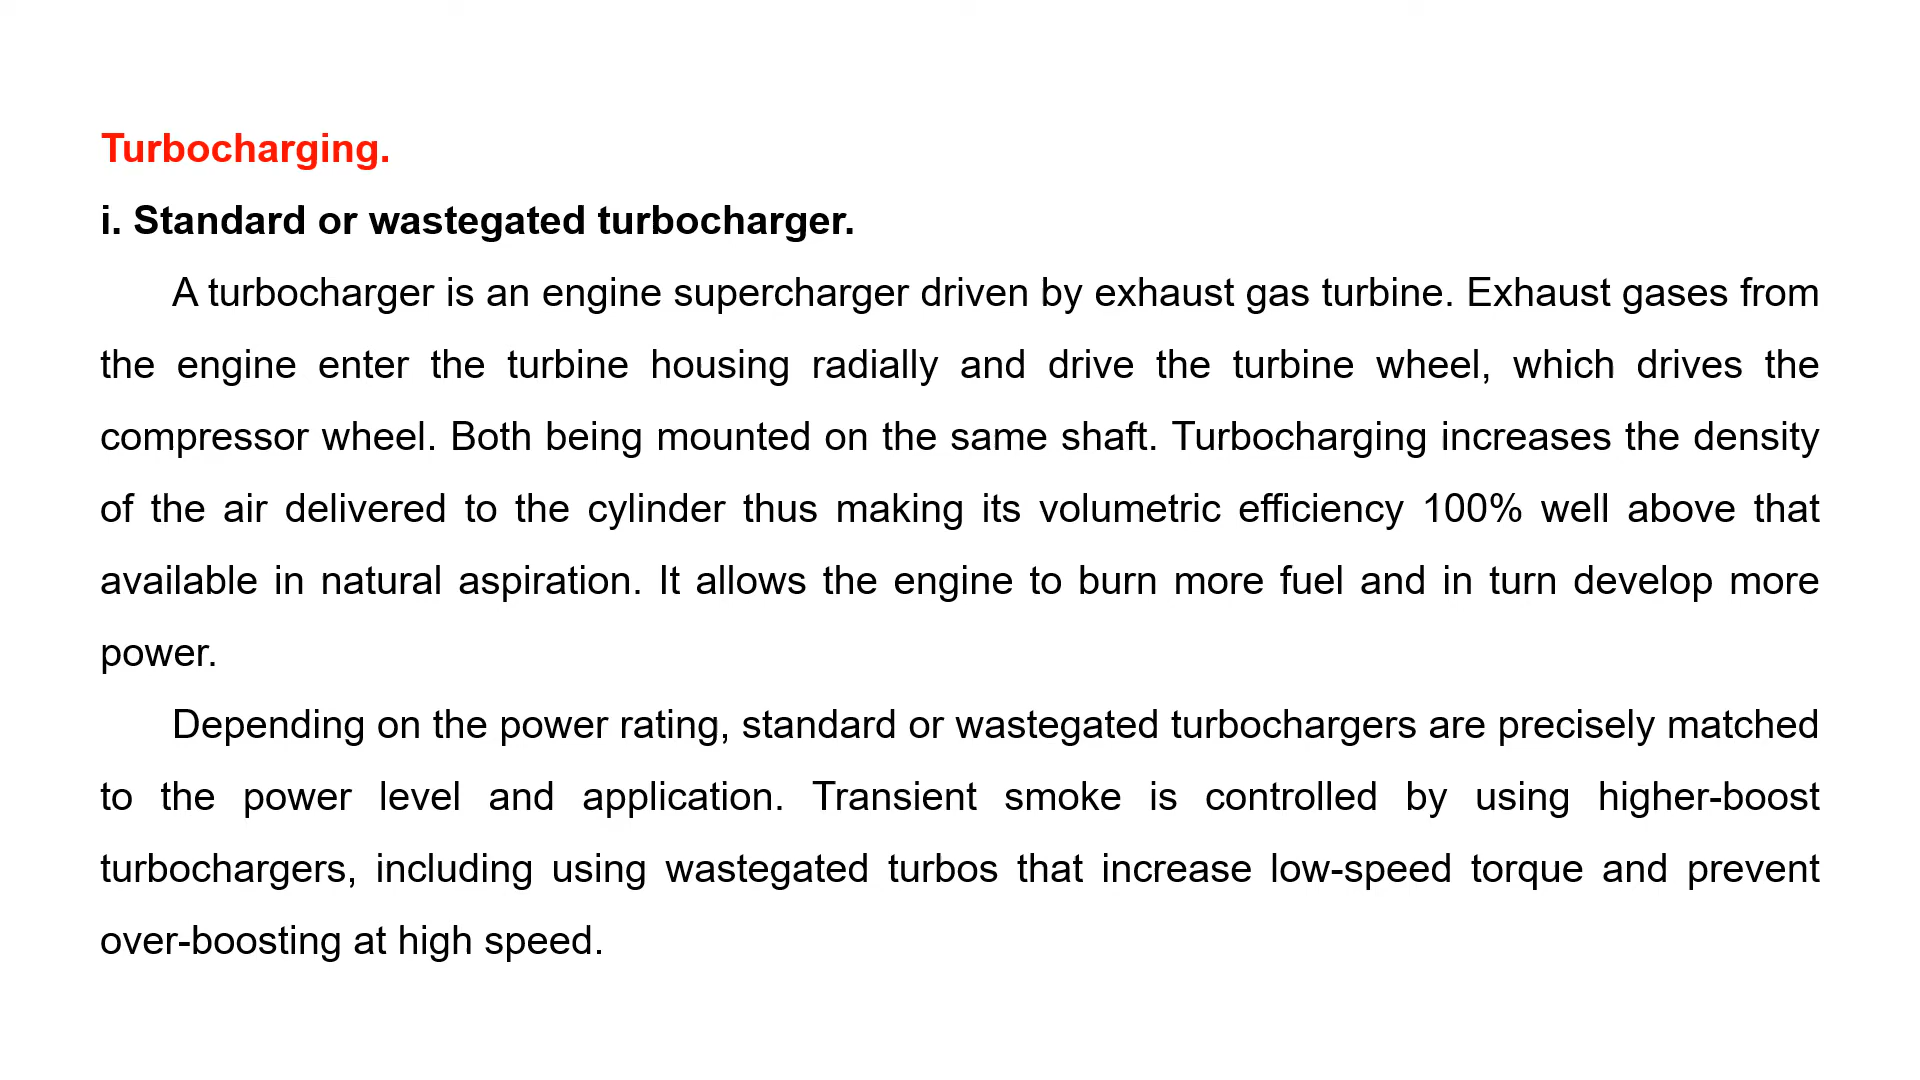 Turbocharging.
i. Standard or wastegated turbocharger.
A turbocharger is an engine supercharger driven by exhaust gas turbine. Exhaust gases from
the engine enter the turbine housing radially and drive the turbine wheel, which drives the
compressor wheel. Both being mounted on the same shaft. Turbocharging increases the density
of the air delivered to the cylinder thus making its volumetric efficiency 100% well above that
available in natural aspiration. It allows the engine to burn more fuel and in turn develop more
power.
Depending on the power rating, standard or wastegated turbochargers are precisely matched
to the power level and application. Transient smoke is controlled by using higher-boost
turbochargers, including using wastegated turbos that increase low-speed torque and prevent
over-boosting at high speed.